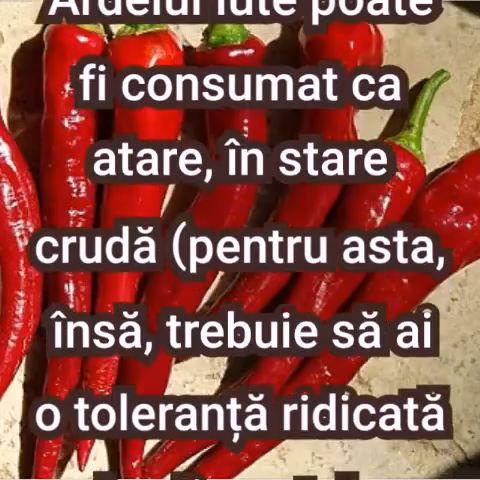 Ardeiul iute poate
fi consumat ca
atare, în stare
crudă (pentru asta,
însă, trebuie să ai
o toleranță ridicată